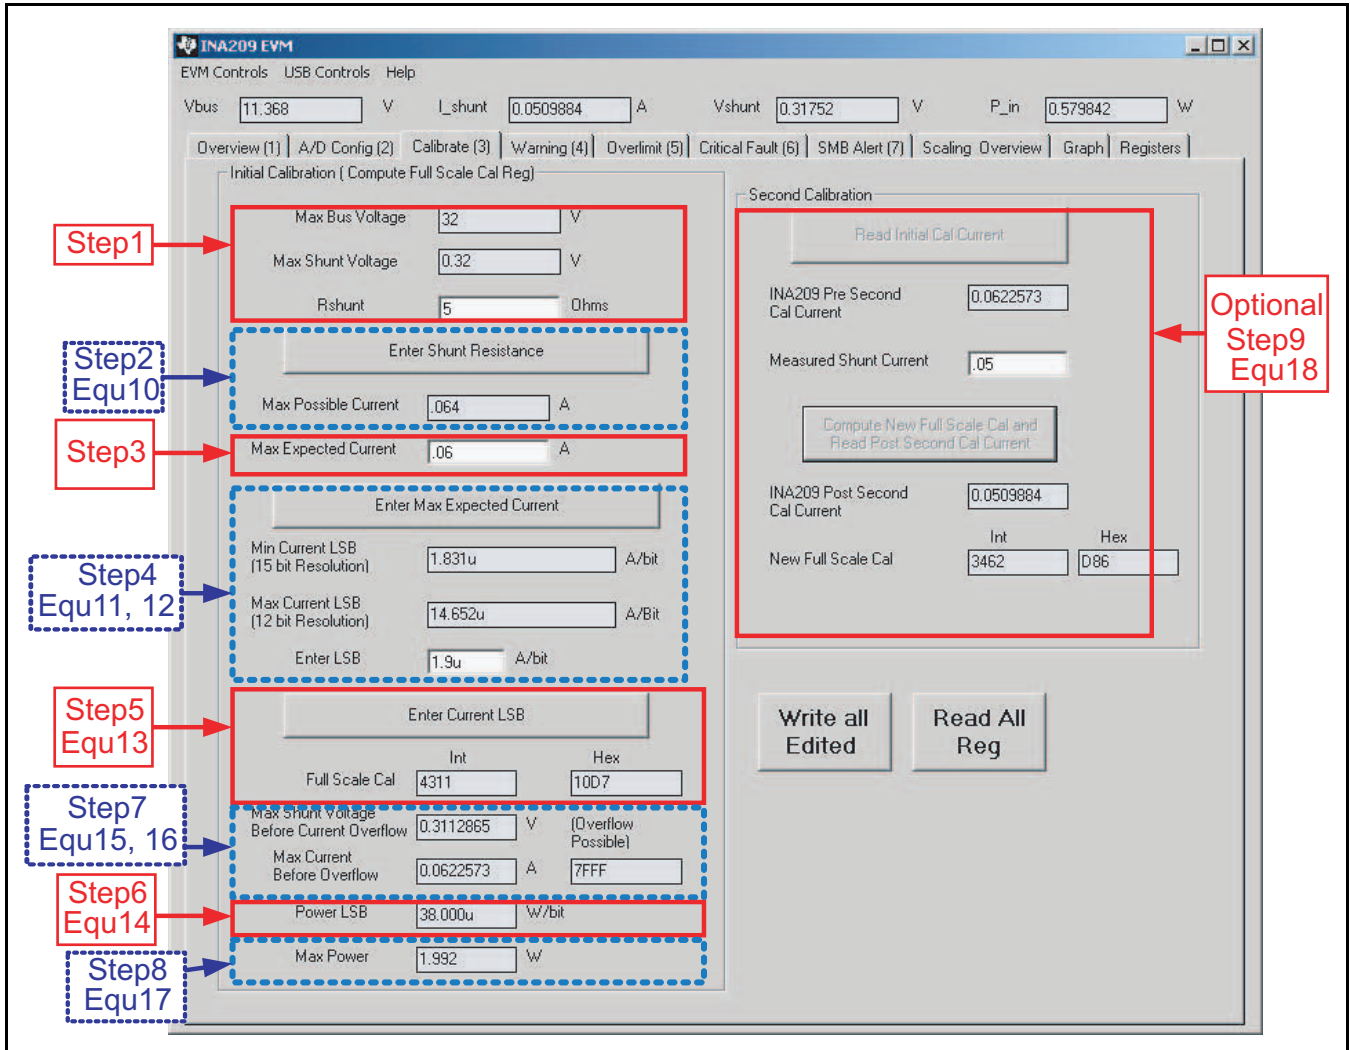 INA209 EVM
EVM Controls USB Controls Help
Vbus 11.368 V I_shunt 0.0509884 A Vshunt 0.31752 V P_in 0.579842 W
Overview (1) A/D Config (2) Calibrate (3) Warning (4) Overlimit (5) Critical Fault (6) SMB Alert (7) Scaling Overview Graph Registers
Initial Calibration ( Compute Full Scale Cal Reg)
Step1
Max Bus Voltage 32 V
Max Shunt Voltage 0.32 V
Rshunt 5 Ohms
Step2
Equ10
Enter Shunt Resistance
Max Possible Current .064 A
Step3
Max Expected Current .06 A
Step4
Equ11, 12
Enter Max Expected Current
Min Current LSB
(15 bit Resolution) 1.831u A/bit
Max Current LSB
(12 bit Resolution) 14.652u A/Bit
Enter LSB 1.9u A/bit
Step5
Equ13
Enter Current LSB
Int Hex
Full Scale Cal 4311 10D7
Step7
Equ15, 16
Max Shunt Voltage
Before Current Overflow 0.3112865 V (Overflow
Possible)
Max Current
Before Overflow 0.0622573 A 7FFF
Step6
Equ14
Power LSB 38.000u W/bit
Step8
Equ17
Max Power 1.992 W
Second Calibration
Read Initial Cal Current
INA209 Pre Second
Cal Current 0.0622573
Measured Shunt Current .05
Compute New Full Scale Cal and
Read Post Second Cal Current
INA209 Post Second
Cal Current 0.0509884
Int Hex
New Full Scale Cal 3462 D86
Optional
Step9
Equ18
Write all
Edited
Read All
Reg